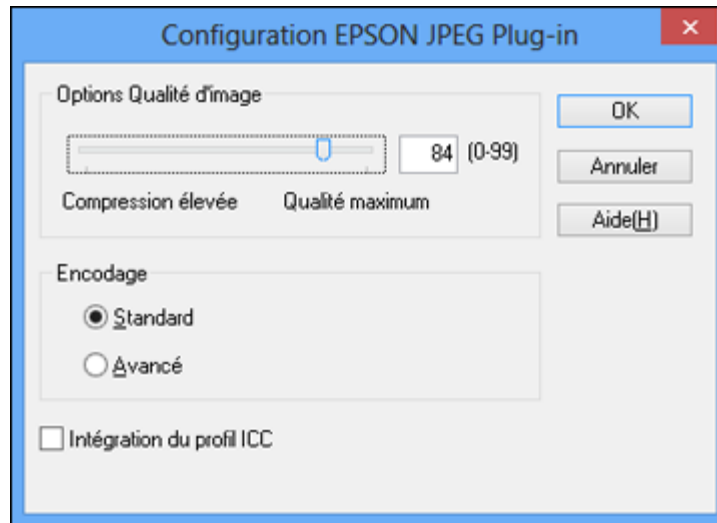 Configuration EPSON JPEG Plug-in
Options Qualité d'image
84 (0-99)
Compression élevée Qualité maximum
OK
Annuler
Aide(H)
Encodage
Standard
Avancé
Intégration du profil ICC